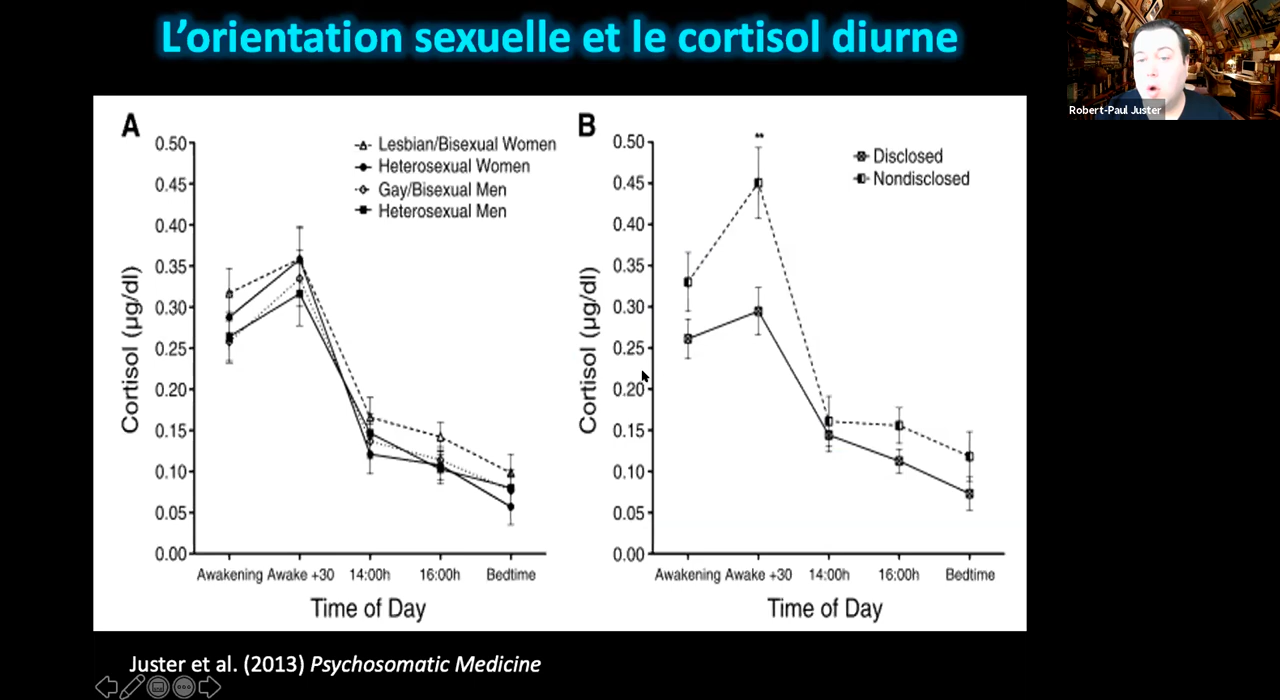 L’orientation sexuelle et le cortisol diurne
Robert-Paul Juster
A
Lesbian/Bisexual Women
Heterosexual Women
Gay/Bisexual Men
Heterosexual Men
0.50
0.45
0.40
0.35
0.30
0.25
0.20
0.15
0.10
0.05
0.00
Cortisol (µg/dl)
Awakening Awake +30 14:00h 16:00h Bedtime
Time of Day
B
**
Disclosed
Nondisclosed
0.50
0.45
0.40
0.35
0.30
0.25
0.20
0.15
0.10
0.05
0.00
Cortisol (µg/dl)
Awakening Awake +30 14:00h 16:00h Bedtime
Time of Day
Juster et al. (2013) Psychosomatic Medicine